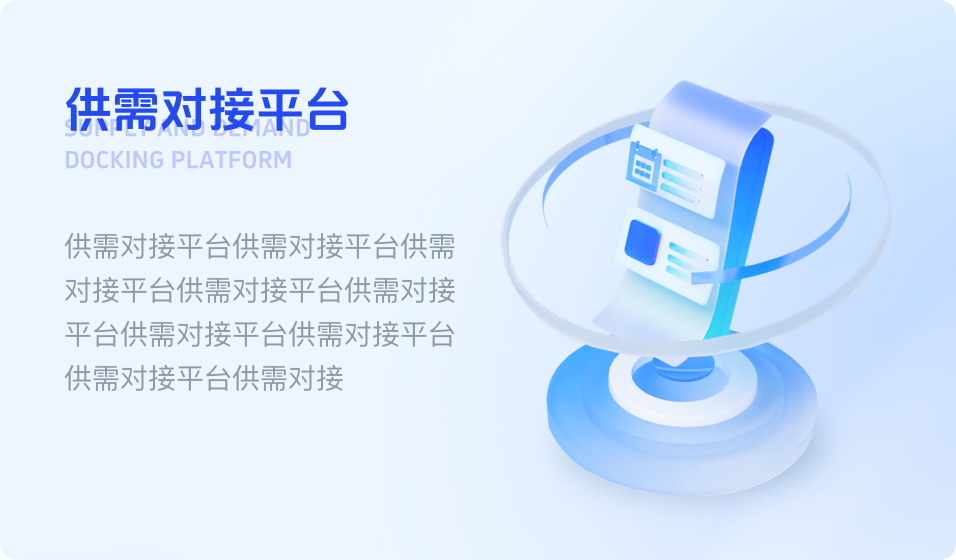 供需对接平台
SUPPLY AND DEMAND
DOCKING PLATFORM
供需对接平台供需对接平台供需
对接平台供需对接平台供需对接
平台供需对接平台供需对接平台
供需对接平台供需对接